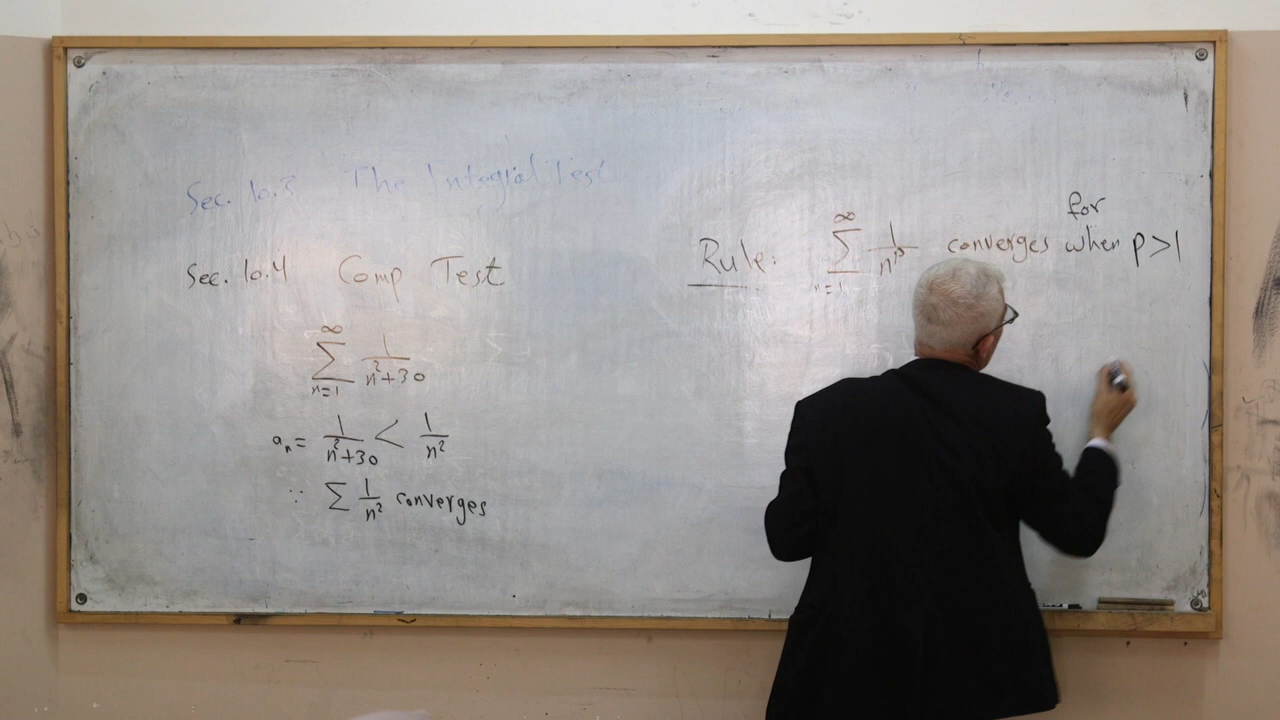 Sec. 10.3 The Integral Test
Sec. 10.4 Comp Test
∞
∑ 1/(n²+30)
n=1
aₙ = 1/(n²+30) < 1/n²
∵ ∑ 1/n² converges
for
Rule: ∞ ∑ n=1 1/nᵖ converges when p>1